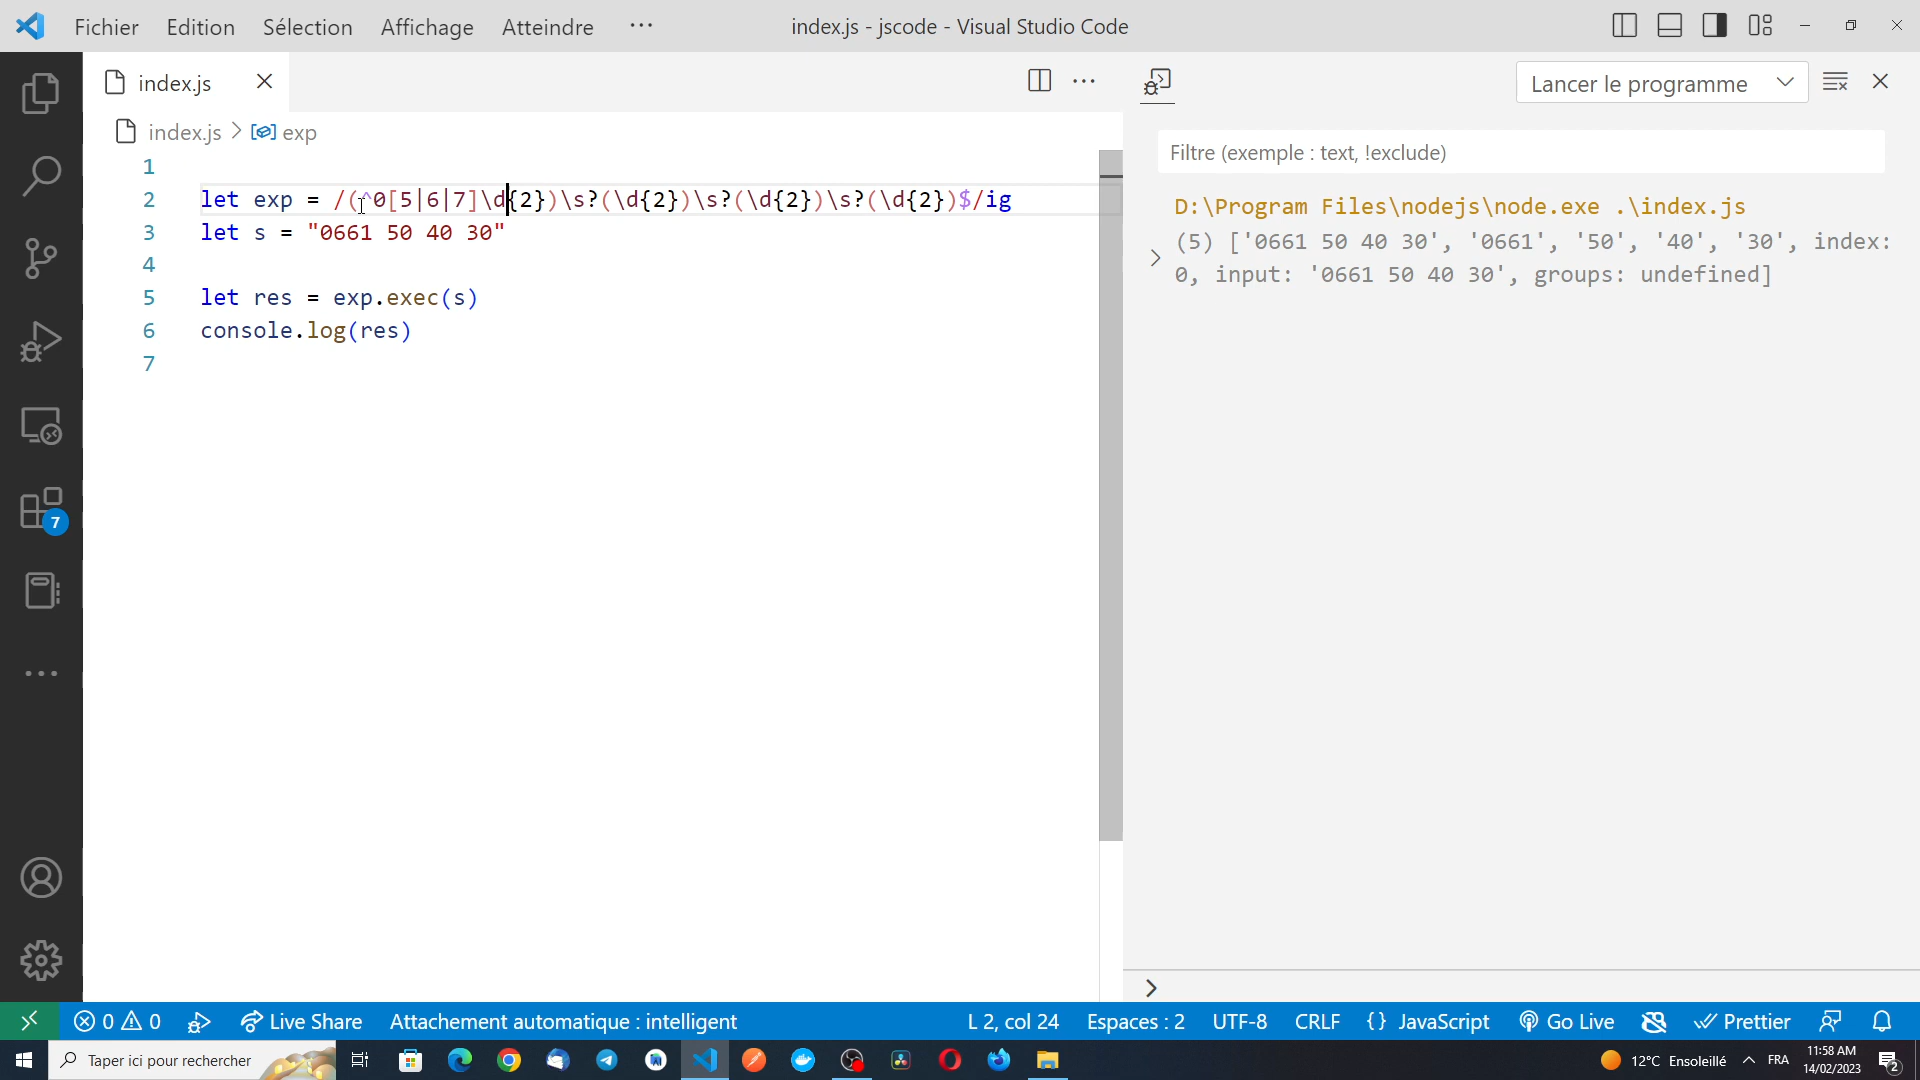 Fichier Edition Sélection Affichage Atteindre ··· index.js - jscode - Visual Studio Code
index.js
Lancer le programme
index.js > exp
Filtre (exemple : text, !exclude)
1
2 let exp = /(^0[5|6|7]\d{2})\s?(\d{2})\s?(\d{2})\s?(\d{2})$/ig
3 let s = "0661 50 40 30"
4
5 let res = exp.exec(s)
6 console.log(res)
7
D:\Program Files\nodejs\node.exe .\index.js
(5) ['0661 50 40 30', '0661', '50', '40', '30', index:
0, input: '0661 50 40 30', groups: undefined]
7
0 0 Live Share Attachement automatique : intelligent L 2, col 24 Espaces : 2 UTF-8 CRLF {} JavaScript Go Live Prettier
Taper ici pour rechercher
12°C Ensoleillé FRA
11:58 AM
14/02/2023
2